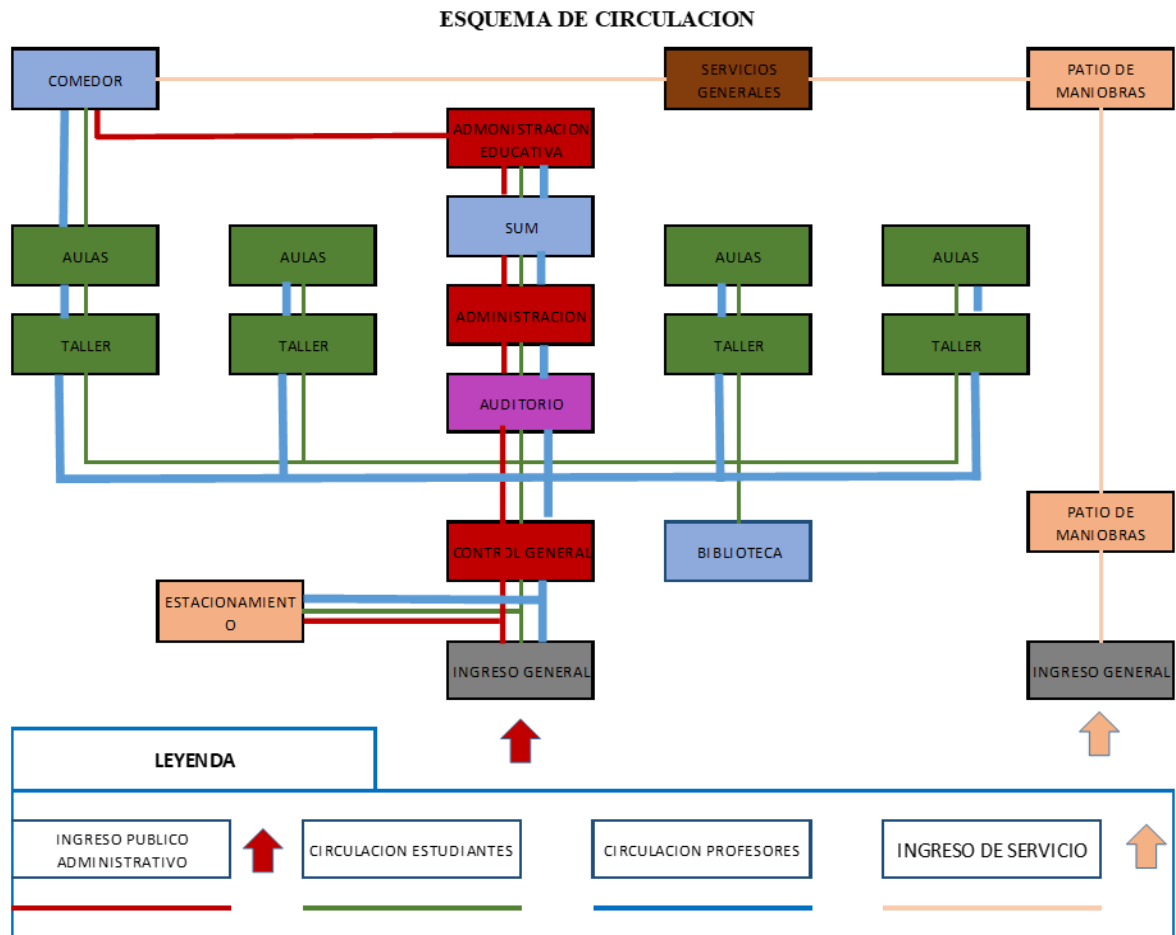 ESQUEMA DE CIRCULACION
COMEDOR
SERVICIOS
GENERALES
PATIO DE
MANIOBRAS
ADMONISTRACION
EDUCATIVA
SUM
AULAS
AULAS
AULAS
AULAS
ADMINISTRACION
TALLER
TALLER
TALLER
TALLER
AUDITORIO
CONTROL GENERAL
BIBLIOTECA
PATIO DE
MANIOBRAS
ESTACIONAMIENT
O
INGRESO GENERAL
INGRESO GENERAL
LEYENDA
INGRESO PUBLICO
ADMINISTRATIVO
CIRCULACION ESTUDIANTES
CIRCULACION PROFESORES
INGRESO DE SERVICIO